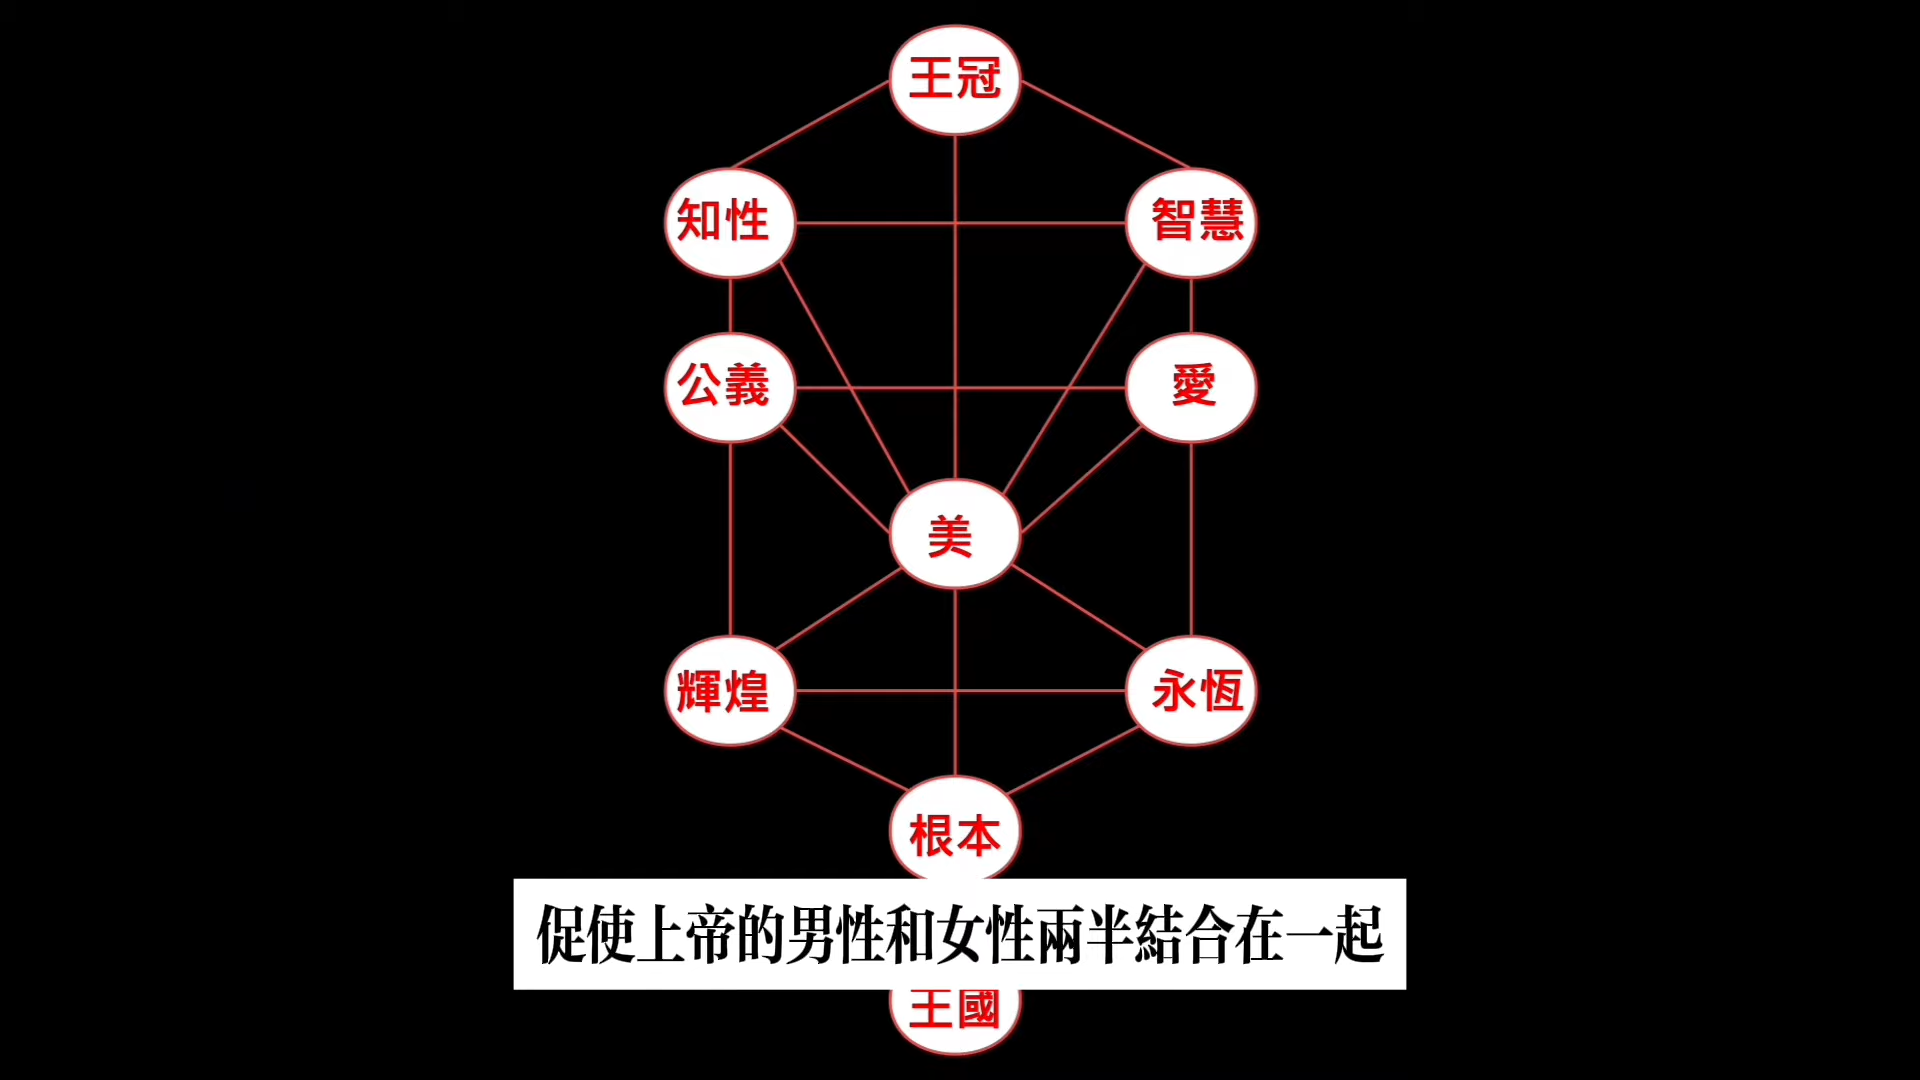 王冠
知性
智慧
公義
愛
美
輝煌
永恆
根本
促使上帝的男性和女性兩半結合在一起
王國